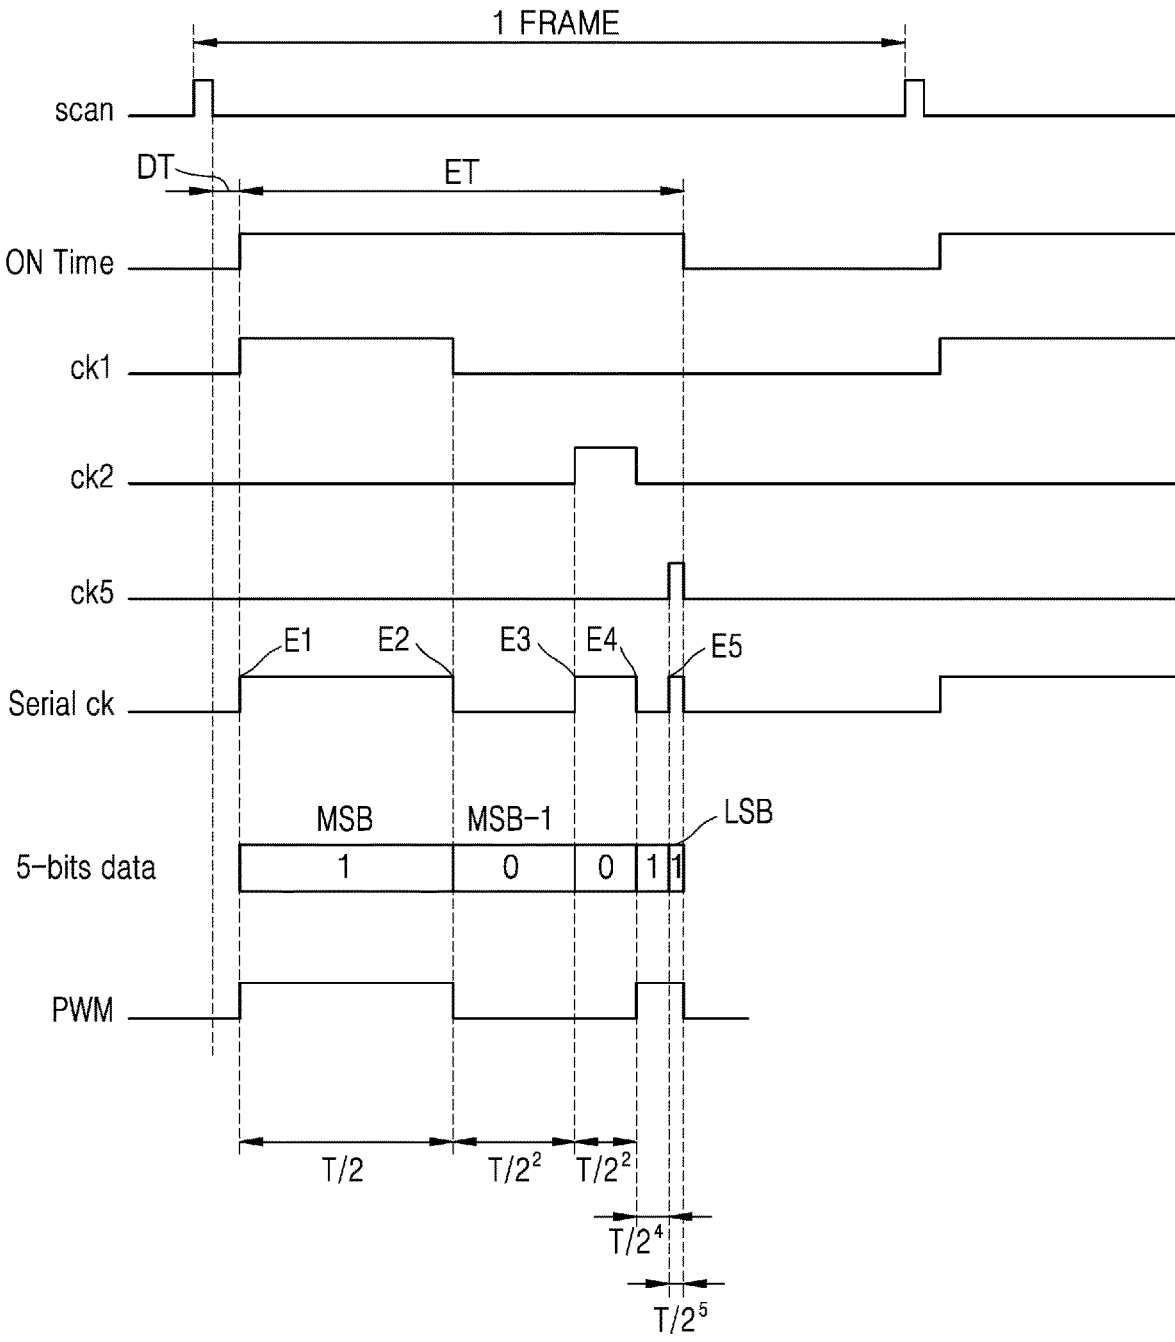 1 FRAME
scan
DT
ET
ON Time
ck1
ck2
ck5
E1 E2 E3 E4 E5
Serial ck
MSB MSB-1 LSB
5-bits data 1 0 0 1 1
PWM
T/2 T/2² T/2²
T/2⁴
T/2⁵